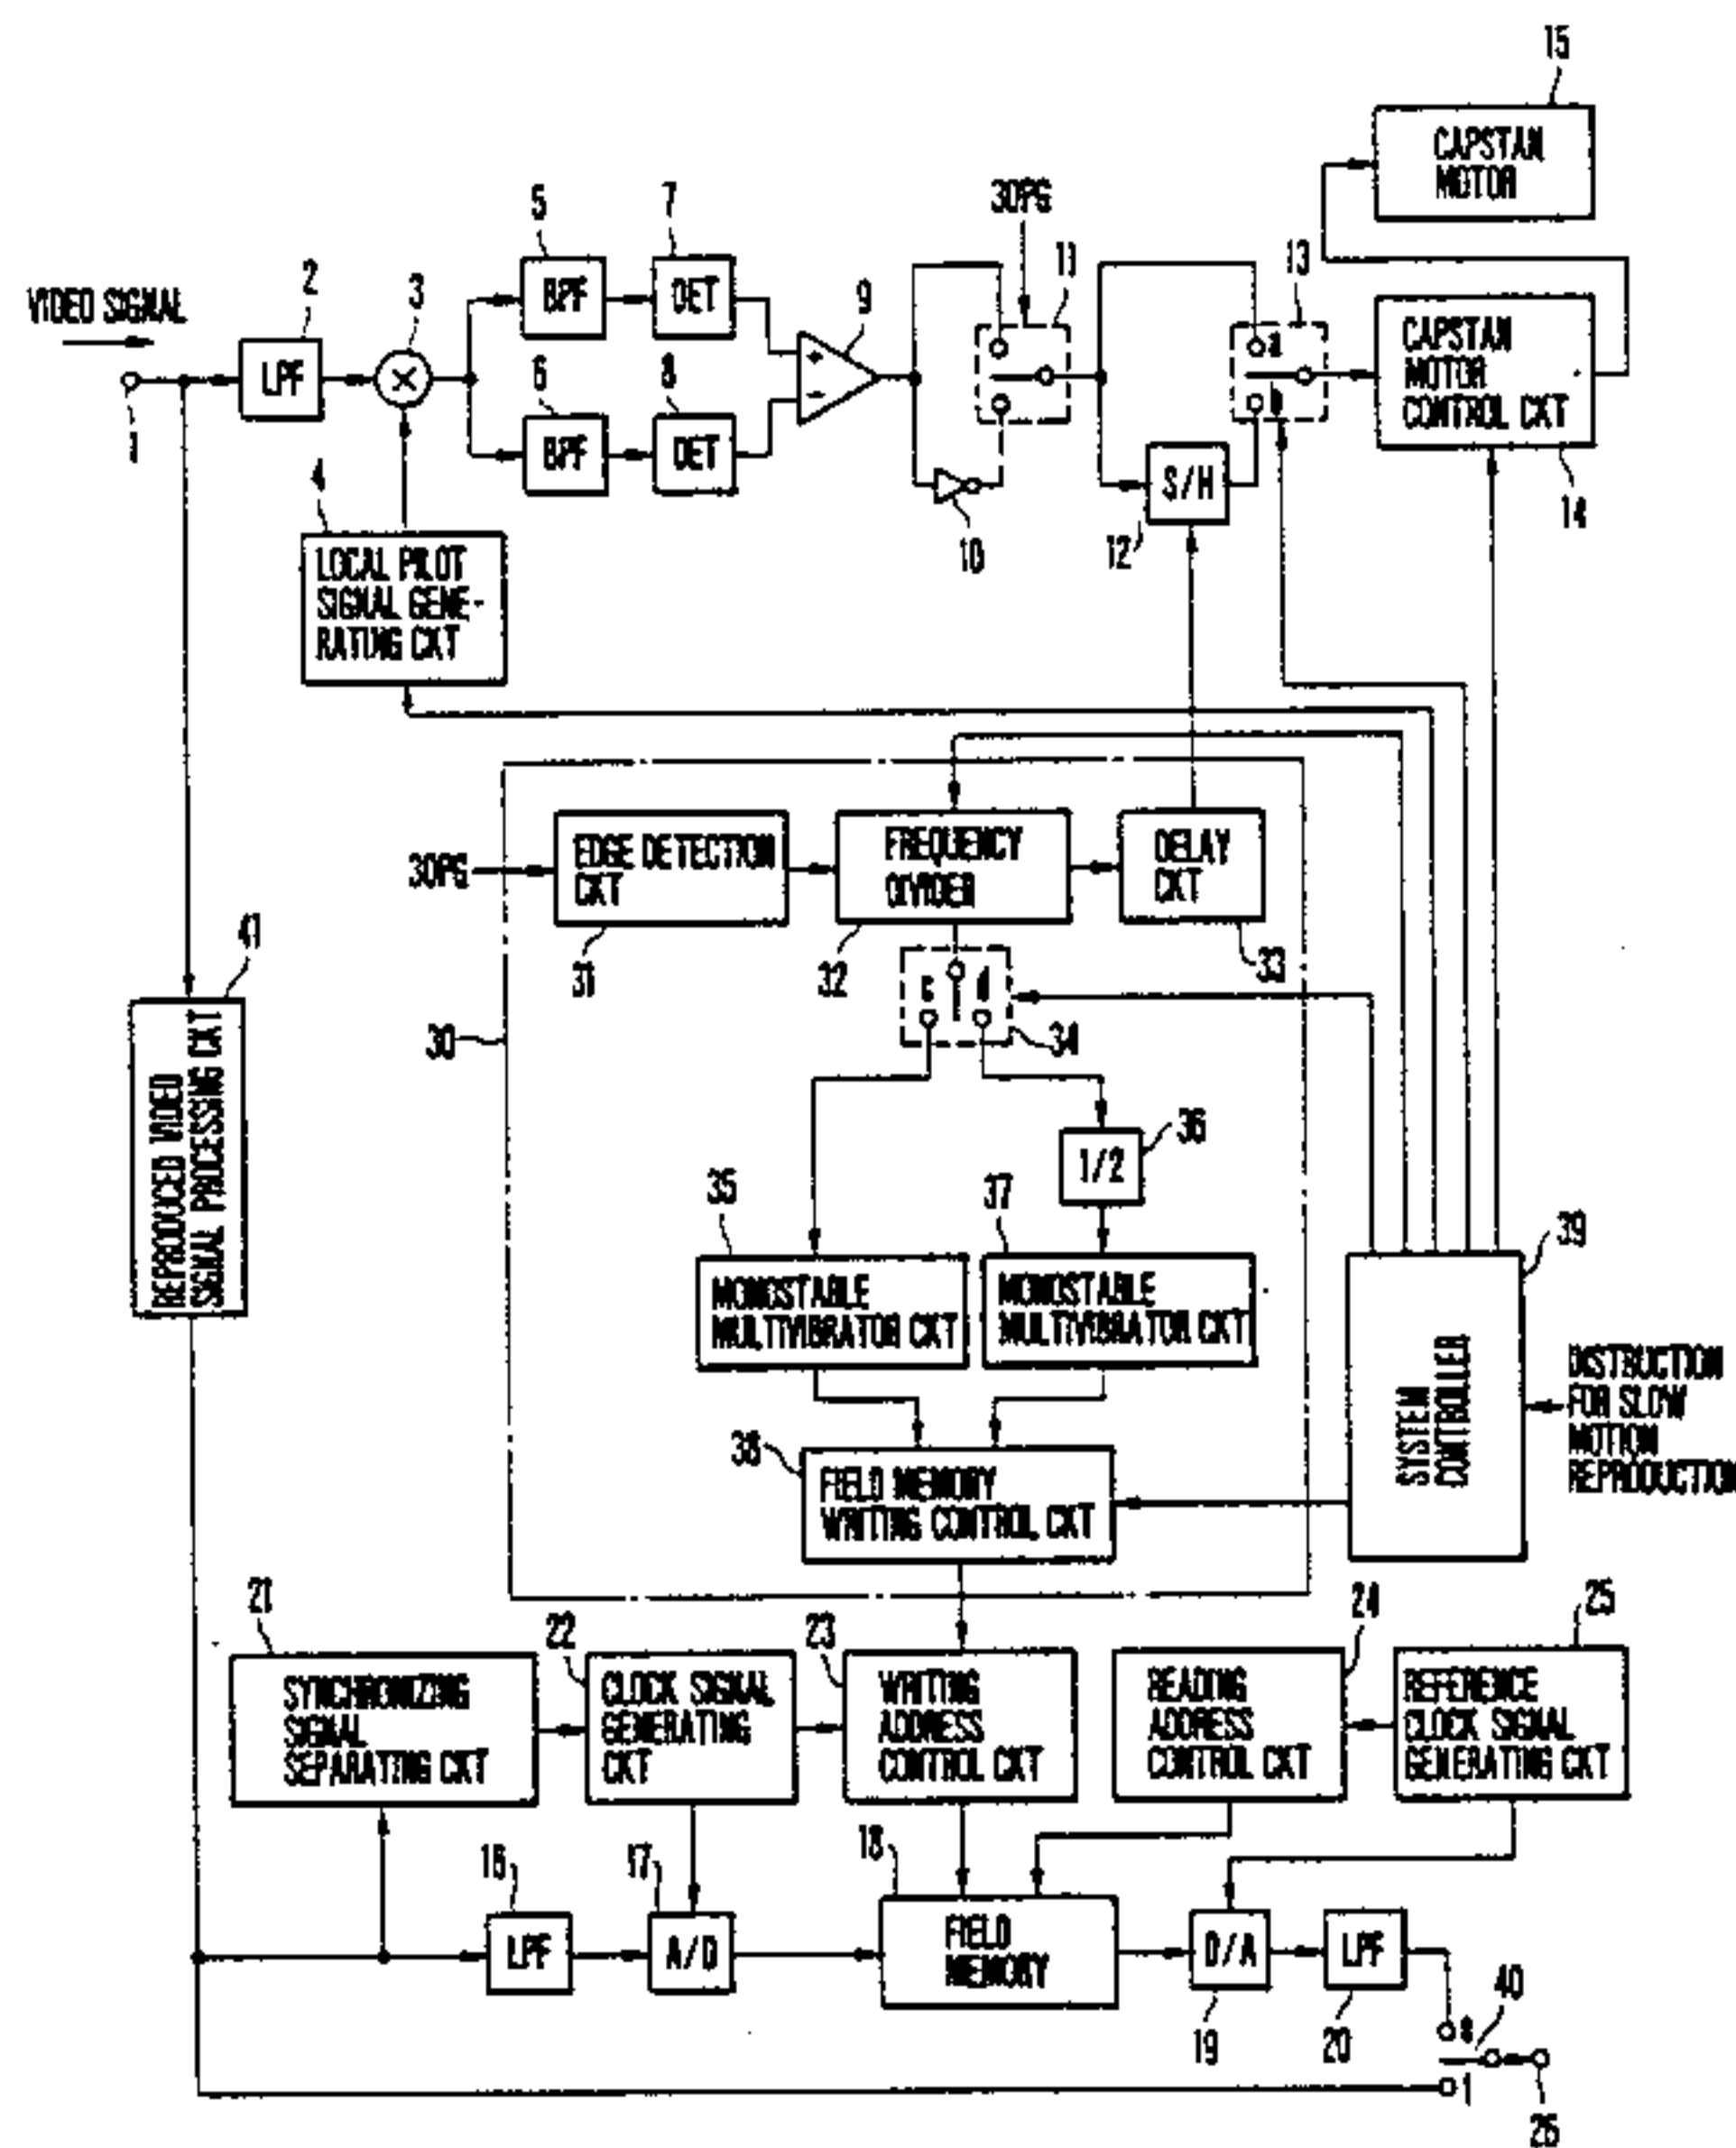 15
CAPSTAN
MOTOR
30PG
5
7
11
13
VIDEO SIGNAL
2
3
9
BPF
DET
CAPSTAN
MOTOR
CONTROL CKT
a
LPF
×
+
−
6
8
b
1
BPF
DET
S/H
4
10
12
14
LOCAL PILOT
SIGNAL GENE-
RATING CKT
30PG
EDGE DETECTION
CKT
FREQUENCY
DIVIDER
DELAY
CKT
41
31
32
33
c
d
30
34
REPRODUCED VIDEO
SIGNAL PROCESSING CKT
36
1/2
35
37
39
MONOSTABLE
MULTIVIBRATOR CKT
MONOSTABLE
MULTIVIBRATOR CKT
SYSTEM
CONTROLLER
DISTRUCTION
FOR SLOW
MOTION
REPRODUCTION
38
FIELD MEMORY
WRITING CONTROL CKT
21
22
23
24
25
SYNCHRONIZING
SIGNAL
SEPARATING CKT
CLOCK SIGNAL
GENERATING
CKT
WRITING
ADDRESS
CONTROL CKT
READING
ADDRESS
CONTROL CKT
REFERENCE
CLOCK SIGNAL
GENERATING CKT
16
17
18
LPF
A/D
FIELD
MEMORY
D/A
LPF
19
20
40
26